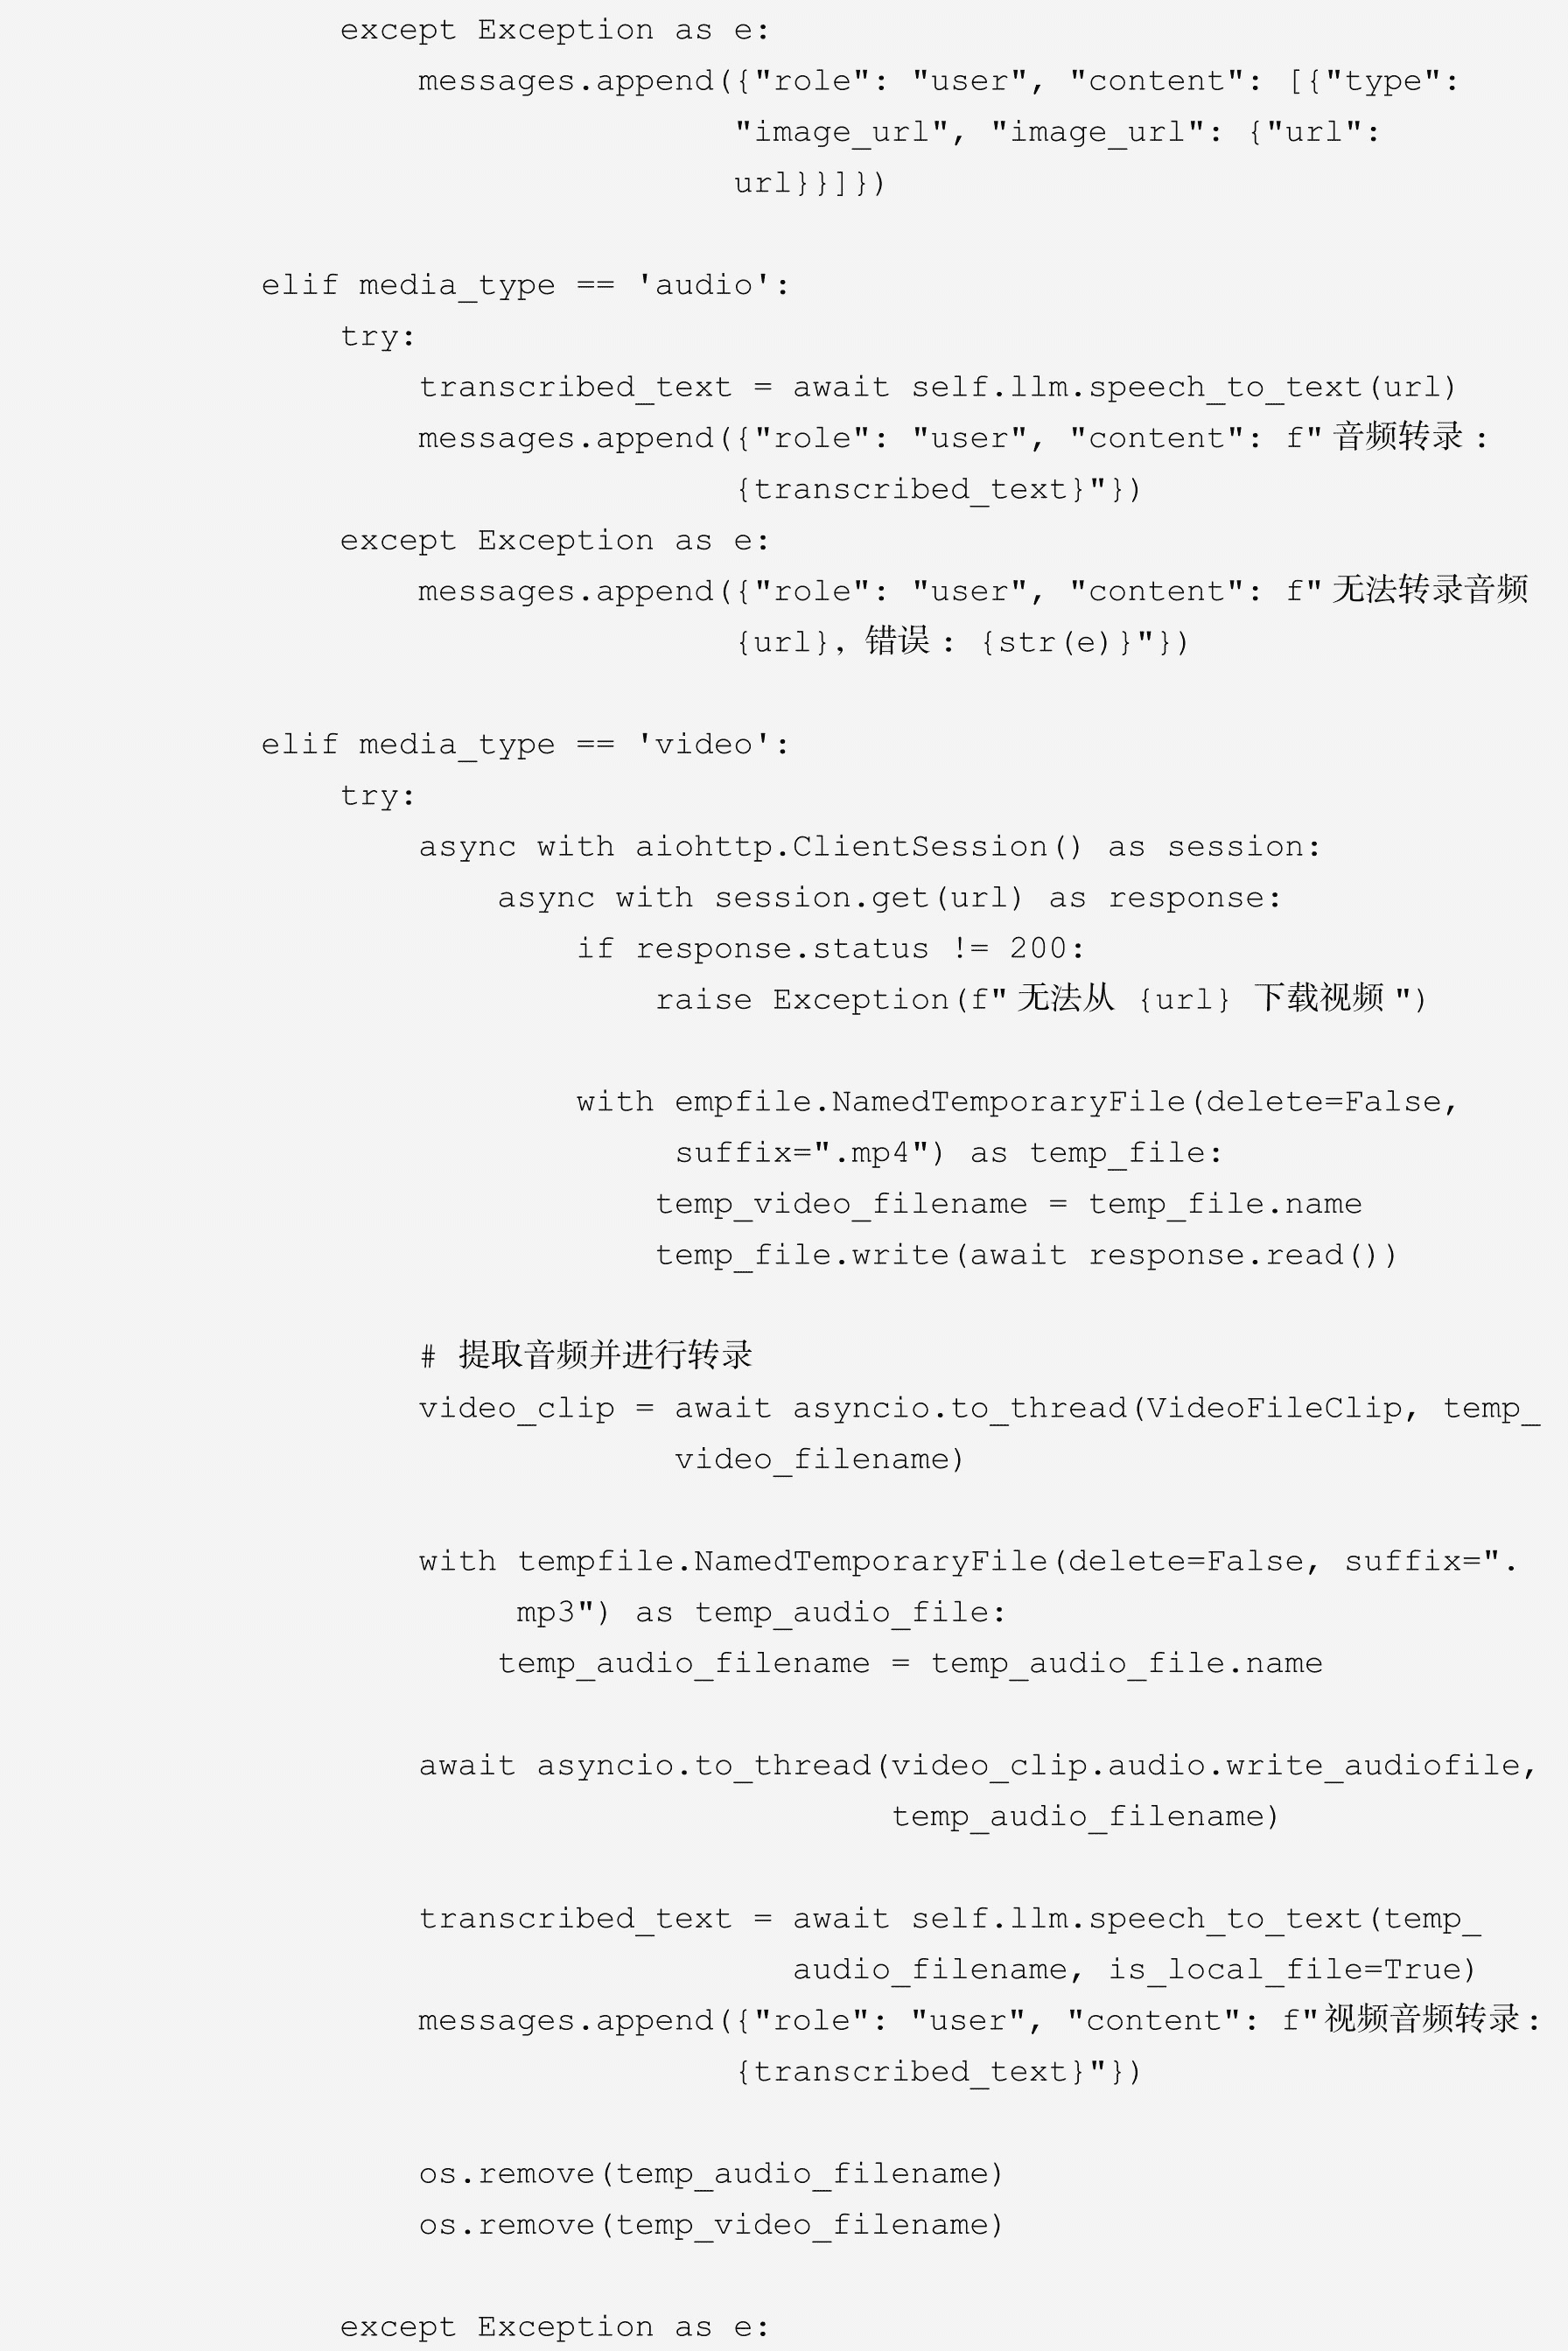 except Exception as e:
messages.append({"role": "user", "content": [{"type":
"image_url", "image_url": {"url":
url}}]})
elif media_type == 'audio':
try:
transcribed_text = await self.llm.speech_to_text(url)
messages.append({"role": "user", "content": f"音频转录:
{transcribed_text}"})
except Exception as e:
messages.append({"role": "user", "content": f"无法转录音频
{url}，错误: {str(e)}"})
elif media_type == 'video':
try:
async with aiohttp.ClientSession() as session:
async with session.get(url) as response:
if response.status != 200:
raise Exception(f"无法从 {url} 下载视频")
with empfile.NamedTemporaryFile(delete=False,
suffix=".mp4") as temp_file:
temp_video_filename = temp_file.name
temp_file.write(await response.read())
# 提取音频并进行转录
video_clip = await asyncio.to_thread(VideoFileClip, temp_
video_filename)
with tempfile.NamedTemporaryFile(delete=False, suffix=".
mp3") as temp_audio_file:
temp_audio_filename = temp_audio_file.name
await asyncio.to_thread(video_clip.audio.write_audiofile,
temp_audio_filename)
transcribed_text = await self.llm.speech_to_text(temp_
audio_filename, is_local_file=True)
messages.append({"role": "user", "content": f"视频音频转录:
{transcribed_text}"})
os.remove(temp_audio_filename)
os.remove(temp_video_filename)
except Exception as e: